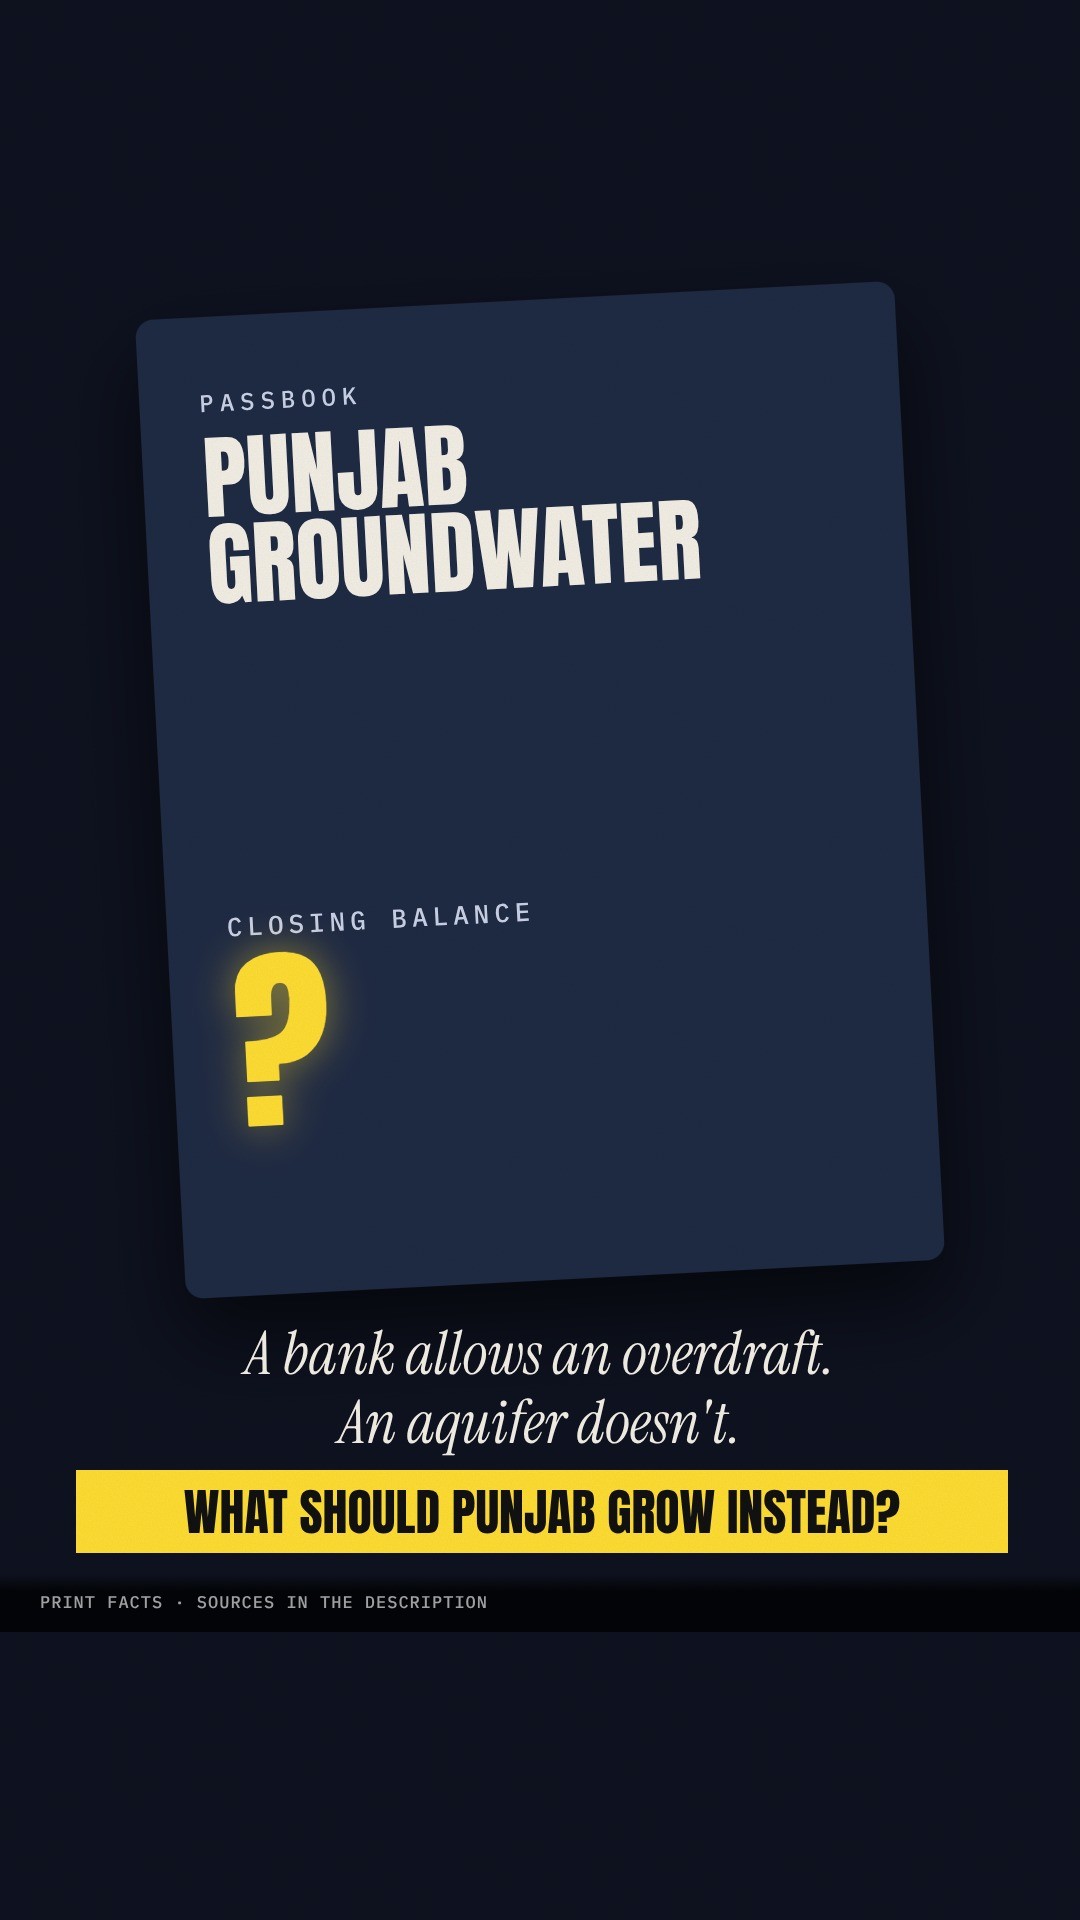 PASSBOOK
PUNJAB
GROUNDWATER
CLOSING BALANCE
?
A bank allows an overdraft.
An aquifer doesn't.
WHAT SHOULD PUNJAB GROW INSTEAD?
PRINT FACTS · SOURCES IN THE DESCRIPTION